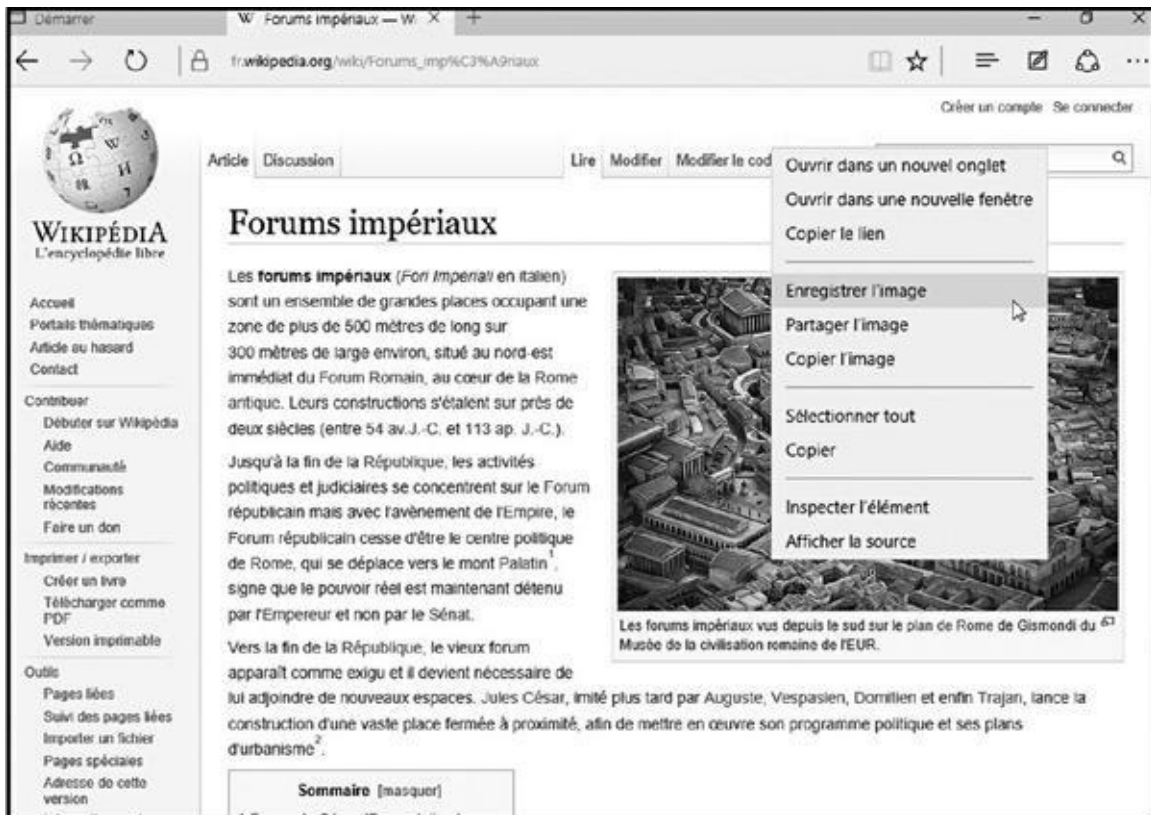 Démarrer
W Forums impériaux — W
fr.wikipedia.org/wiki/Forums_imp%C3%A9riaux
Créer un compte Se connecter
Article Discussion
Lire Modifier Modifier le cod
WIKIPÉDIA
L'encyclopédie libre
Accueil
Portails thématiques
Article au hasard
Contact
Contribuer
Débuter sur Wikipédia
Aide
Communauté
Modifications
récentes
Faire un don
Imprimer / exporter
Créer un livre
Télécharger comme
PDF
Version imprimable
Outils
Pages liées
Suivi des pages liées
Importer un fichier
Pages spéciales
Adresse de cette
version
Forums impériaux
Les forums impériaux (Fori Imperiali en italien)
sont un ensemble de grandes places occupant une
zone de plus de 500 mètres de long sur
300 mètres de large environ, situé au nord-est
immédiat du Forum Romain, au cœur de la Rome
antique. Leurs constructions s'étalent sur près de
deux siècles (entre 54 av.J.-C. et 113 ap. J.-C.).
Jusqu'à la fin de la République, les activités
politiques et judiciaires se concentrent sur le Forum
républicain mais avec l'avènement de l'Empire, le
Forum républicain cesse d'être le centre politique
de Rome, qui se déplace vers le mont Palatin1,
signe que le pouvoir réel est maintenant détenu
par l'Empereur et non par le Sénat.
Vers la fin de la République, le vieux forum
apparaît comme exigu et il devient nécessaire de
lui adjoindre de nouveaux espaces. Jules César, imité plus tard par Auguste, Vespasien, Domitien et enfin Trajan, lance la
construction d'une vaste place fermée à proximité, afin de mettre en œuvre son programme politique et ses plans
d'urbanisme2.
Sommaire [masquer]
Ouvrir dans un nouvel onglet
Ouvrir dans une nouvelle fenêtre
Copier le lien
Enregistrer l'image
Partager l'image
Copier l'image
Sélectionner tout
Copier
Inspecter l'élément
Afficher la source
Les forums impériaux vus depuis le sud sur le plan de Rome de Gismondi du
Musée de la civilisation romaine de l'EUR.